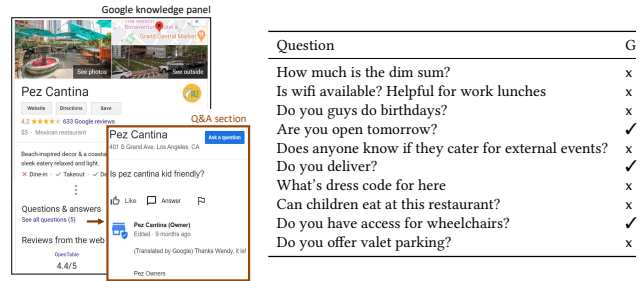 Google knowledge panel
Grand Central Market
See photos
See outside
Pez Cantina
Website Directions Save
4.2 633 Google reviews
$$ · Mexican restaurant
Beach-inspired decor & a coasta
sleek eatery relaxed and light.
✕ Dine-in · ✓ Takeout · ✓ De
⋮
Questions & answers
See all questions (5)
Reviews from the web
OpenTable
4.4/5
Q&A section
Pez Cantina
Ask a question
401 S Grand Ave, Los Angeles, CA
Is pez cantina kid friendly?
Like Answer
Pez Cantina (Owner)
Edited · 9 months ago
(Translated by Google) Thanks Wendy, it is!
Pez Owners
Question G
How much is the dim sum? x
Is wifi available? Helpful for work lunches x
Do you guys do birthdays? x
Are you open tomorrow? ✓
Does anyone know if they cater for external events? x
Do you deliver? ✓
What's dress code for here x
Can children eat at this restaurant? x
Do you have access for wheelchairs? ✓
Do you offer valet parking? x